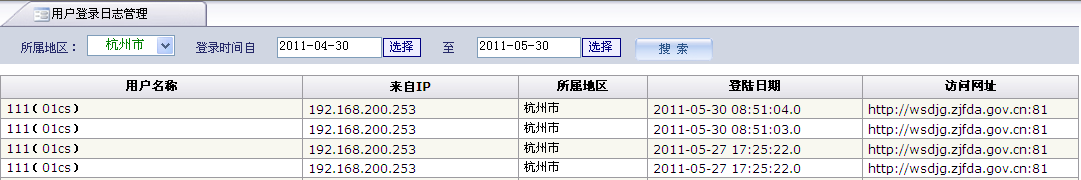 用户登录日志管理
所属地区： 杭州市 登录时间自 2011-04-30 选择 至 2011-05-30 选择 搜 索
用户名称 来自IP 所属地区 登陆日期 访问网址
111（01cs） 192.168.200.253 杭州市 2011-05-30 08:51:04.0 http://wsdjg.zjfda.gov.cn:81
111（01cs） 192.168.200.253 杭州市 2011-05-30 08:51:03.0 http://wsdjg.zjfda.gov.cn:81
111（01cs） 192.168.200.253 杭州市 2011-05-27 17:25:22.0 http://wsdjg.zjfda.gov.cn:81
111（01cs） 192.168.200.253 杭州市 2011-05-27 17:25:22.0 http://wsdjg.zjfda.gov.cn:81